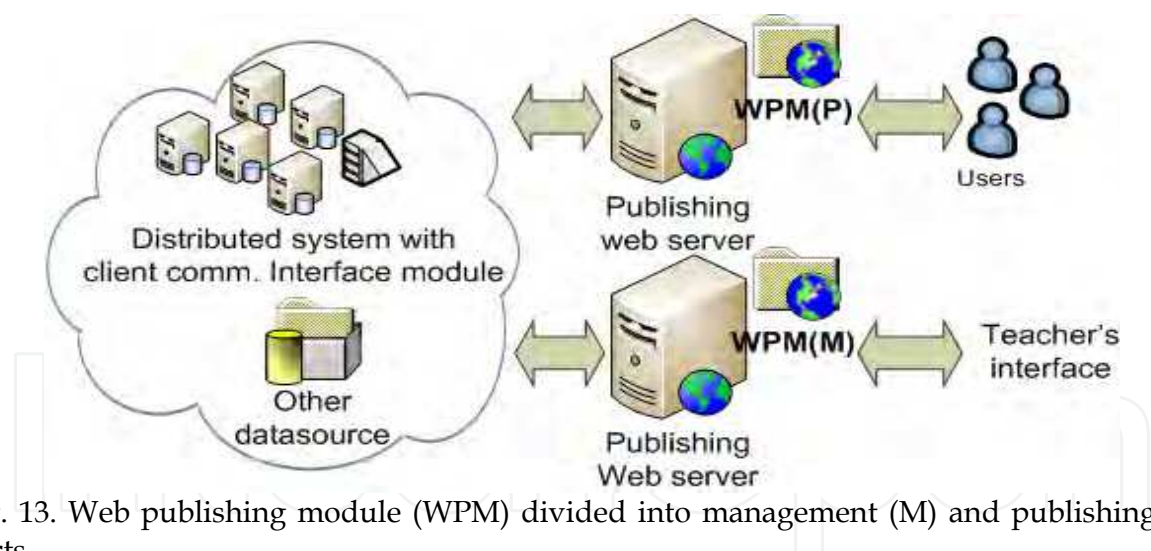 WPM(P)
Users
Publishing
web server
Distributed system with
client comm. Interface module
WPM(M)
Teacher's
interface
Other
datasource
Publishing
Web server
. 13. Web publishing module (WPM) divided into management (M) and publishing